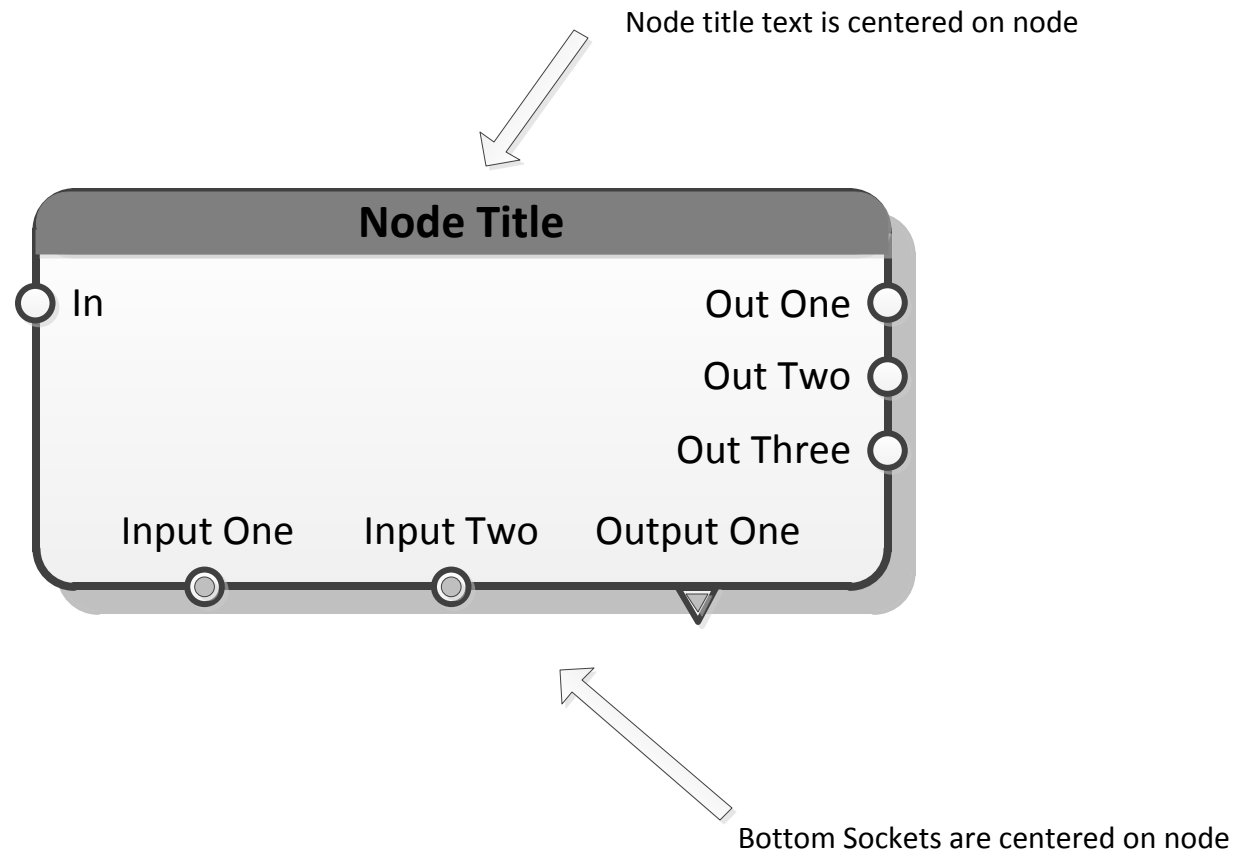 Node title text is centered on node
Node Title
In
Out One
Out Two
Out Three
Input One
Input Two
Output One
Bottom Sockets are centered on node